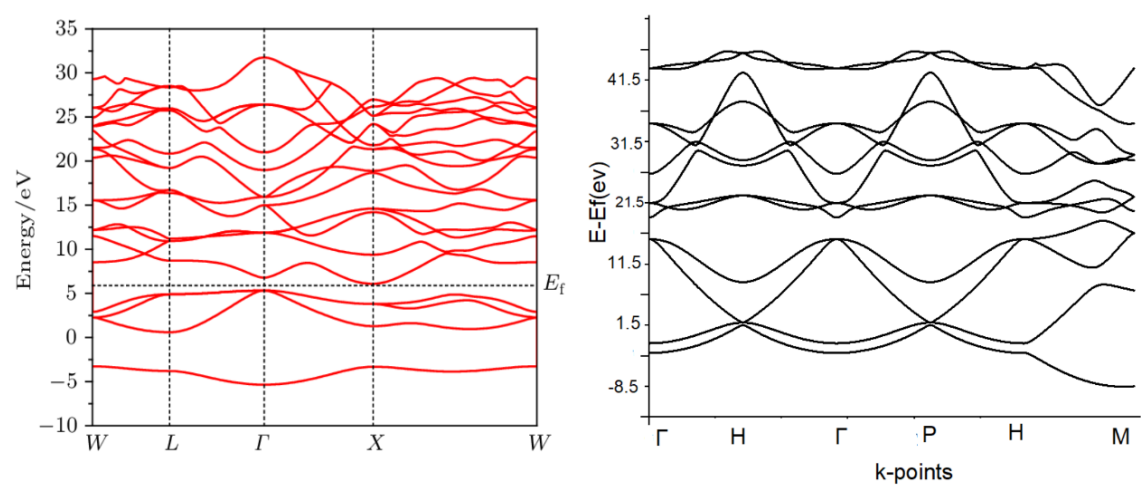 35
30
25
20
15
10
5
0
−5
−10
Energy/eV
W L Γ X W
E_f
41.5
31.5
21.5
11.5
1.5
-8.5
E-Ef(ev)
Γ H Γ P H M
k-points